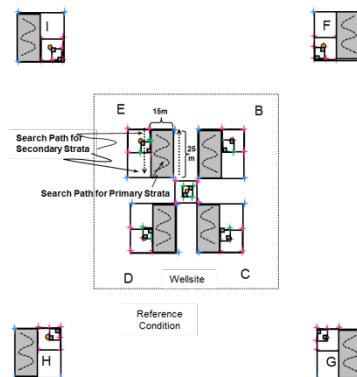 I
F
E
15m
B
Search Path for
Secondary Strata
25
m
Search Path for Primary Strata
D
Wellsite
C
Reference
Condition
H
G